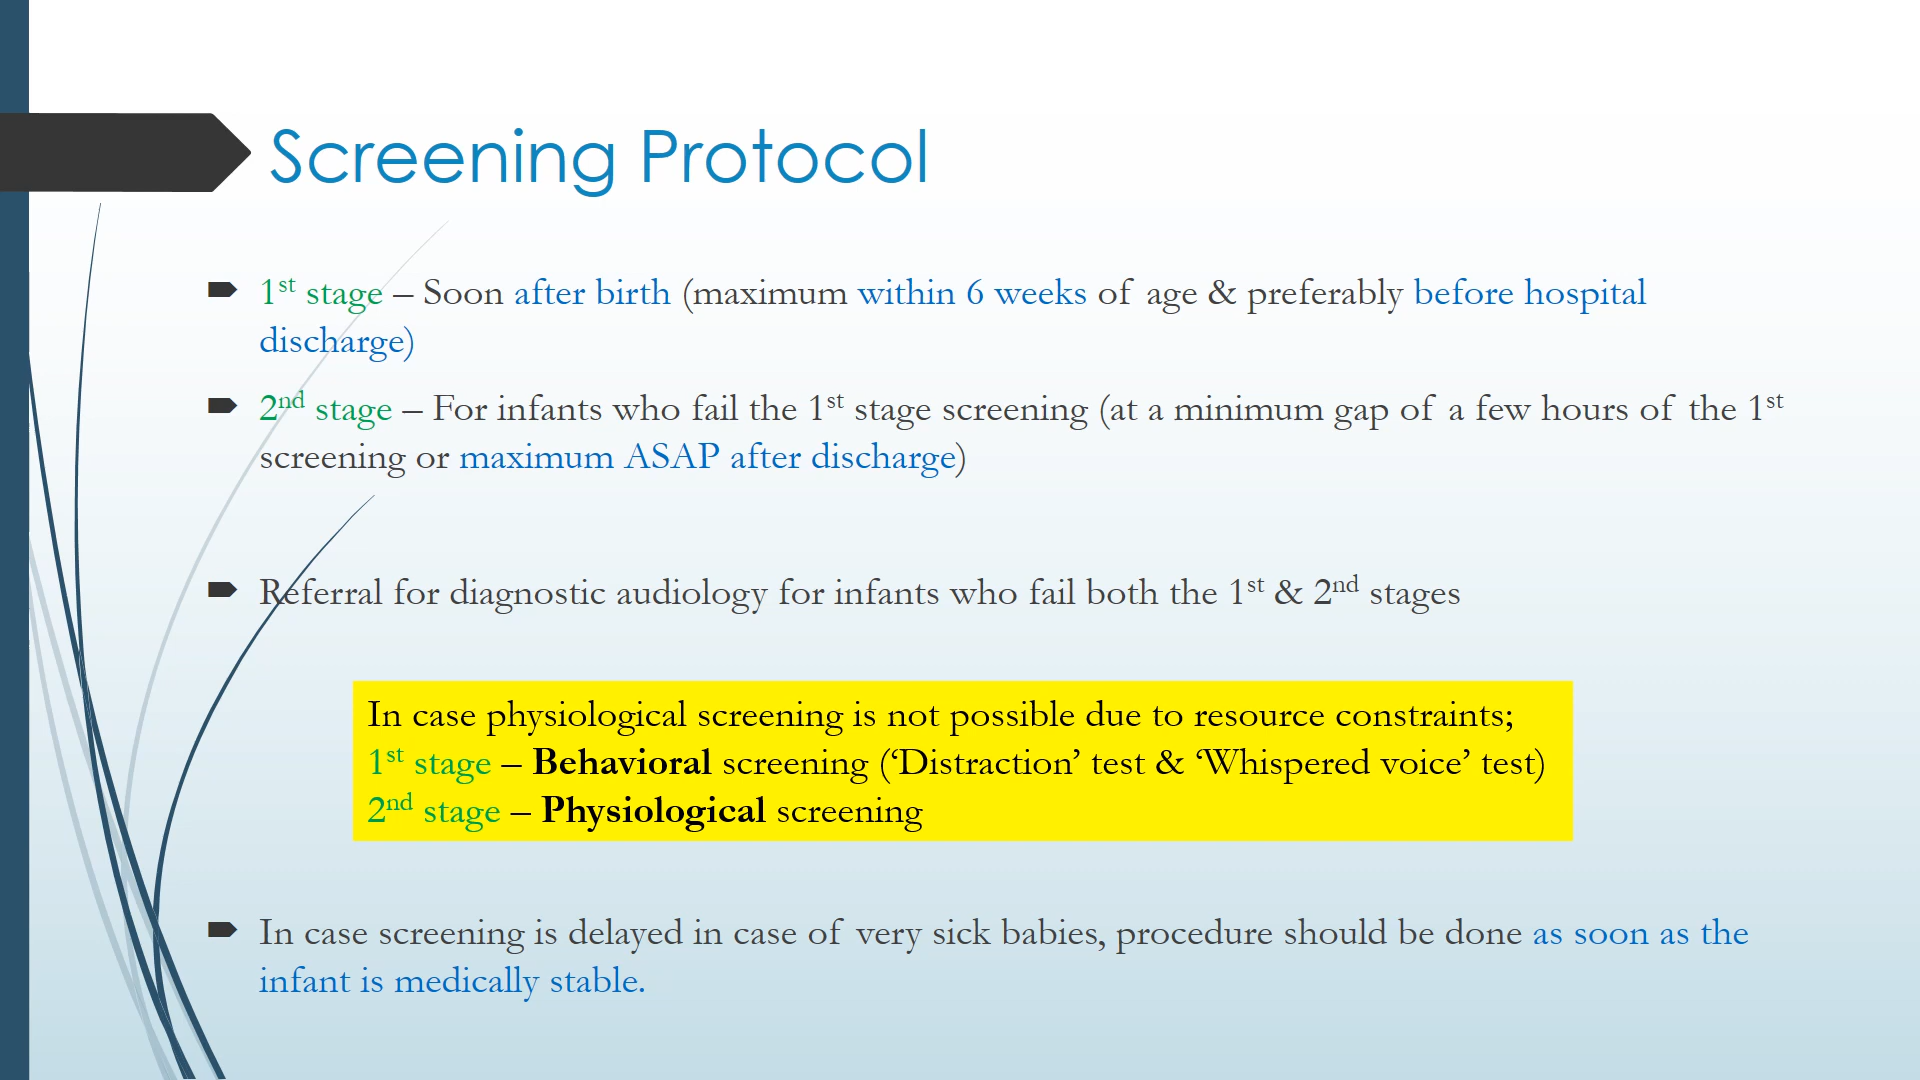 Screening Protocol
1st stage – Soon after birth (maximum within 6 weeks of age & preferably before hospital
discharge)
2nd stage – For infants who fail the 1st stage screening (at a minimum gap of a few hours of the 1st
screening or maximum ASAP after discharge)
Referral for diagnostic audiology for infants who fail both the 1st & 2nd stages
In case physiological screening is not possible due to resource constraints;
1st stage – Behavioral screening (‘Distraction’ test & ‘Whispered voice’ test)
2nd stage – Physiological screening
In case screening is delayed in case of very sick babies, procedure should be done as soon as the
infant is medically stable.